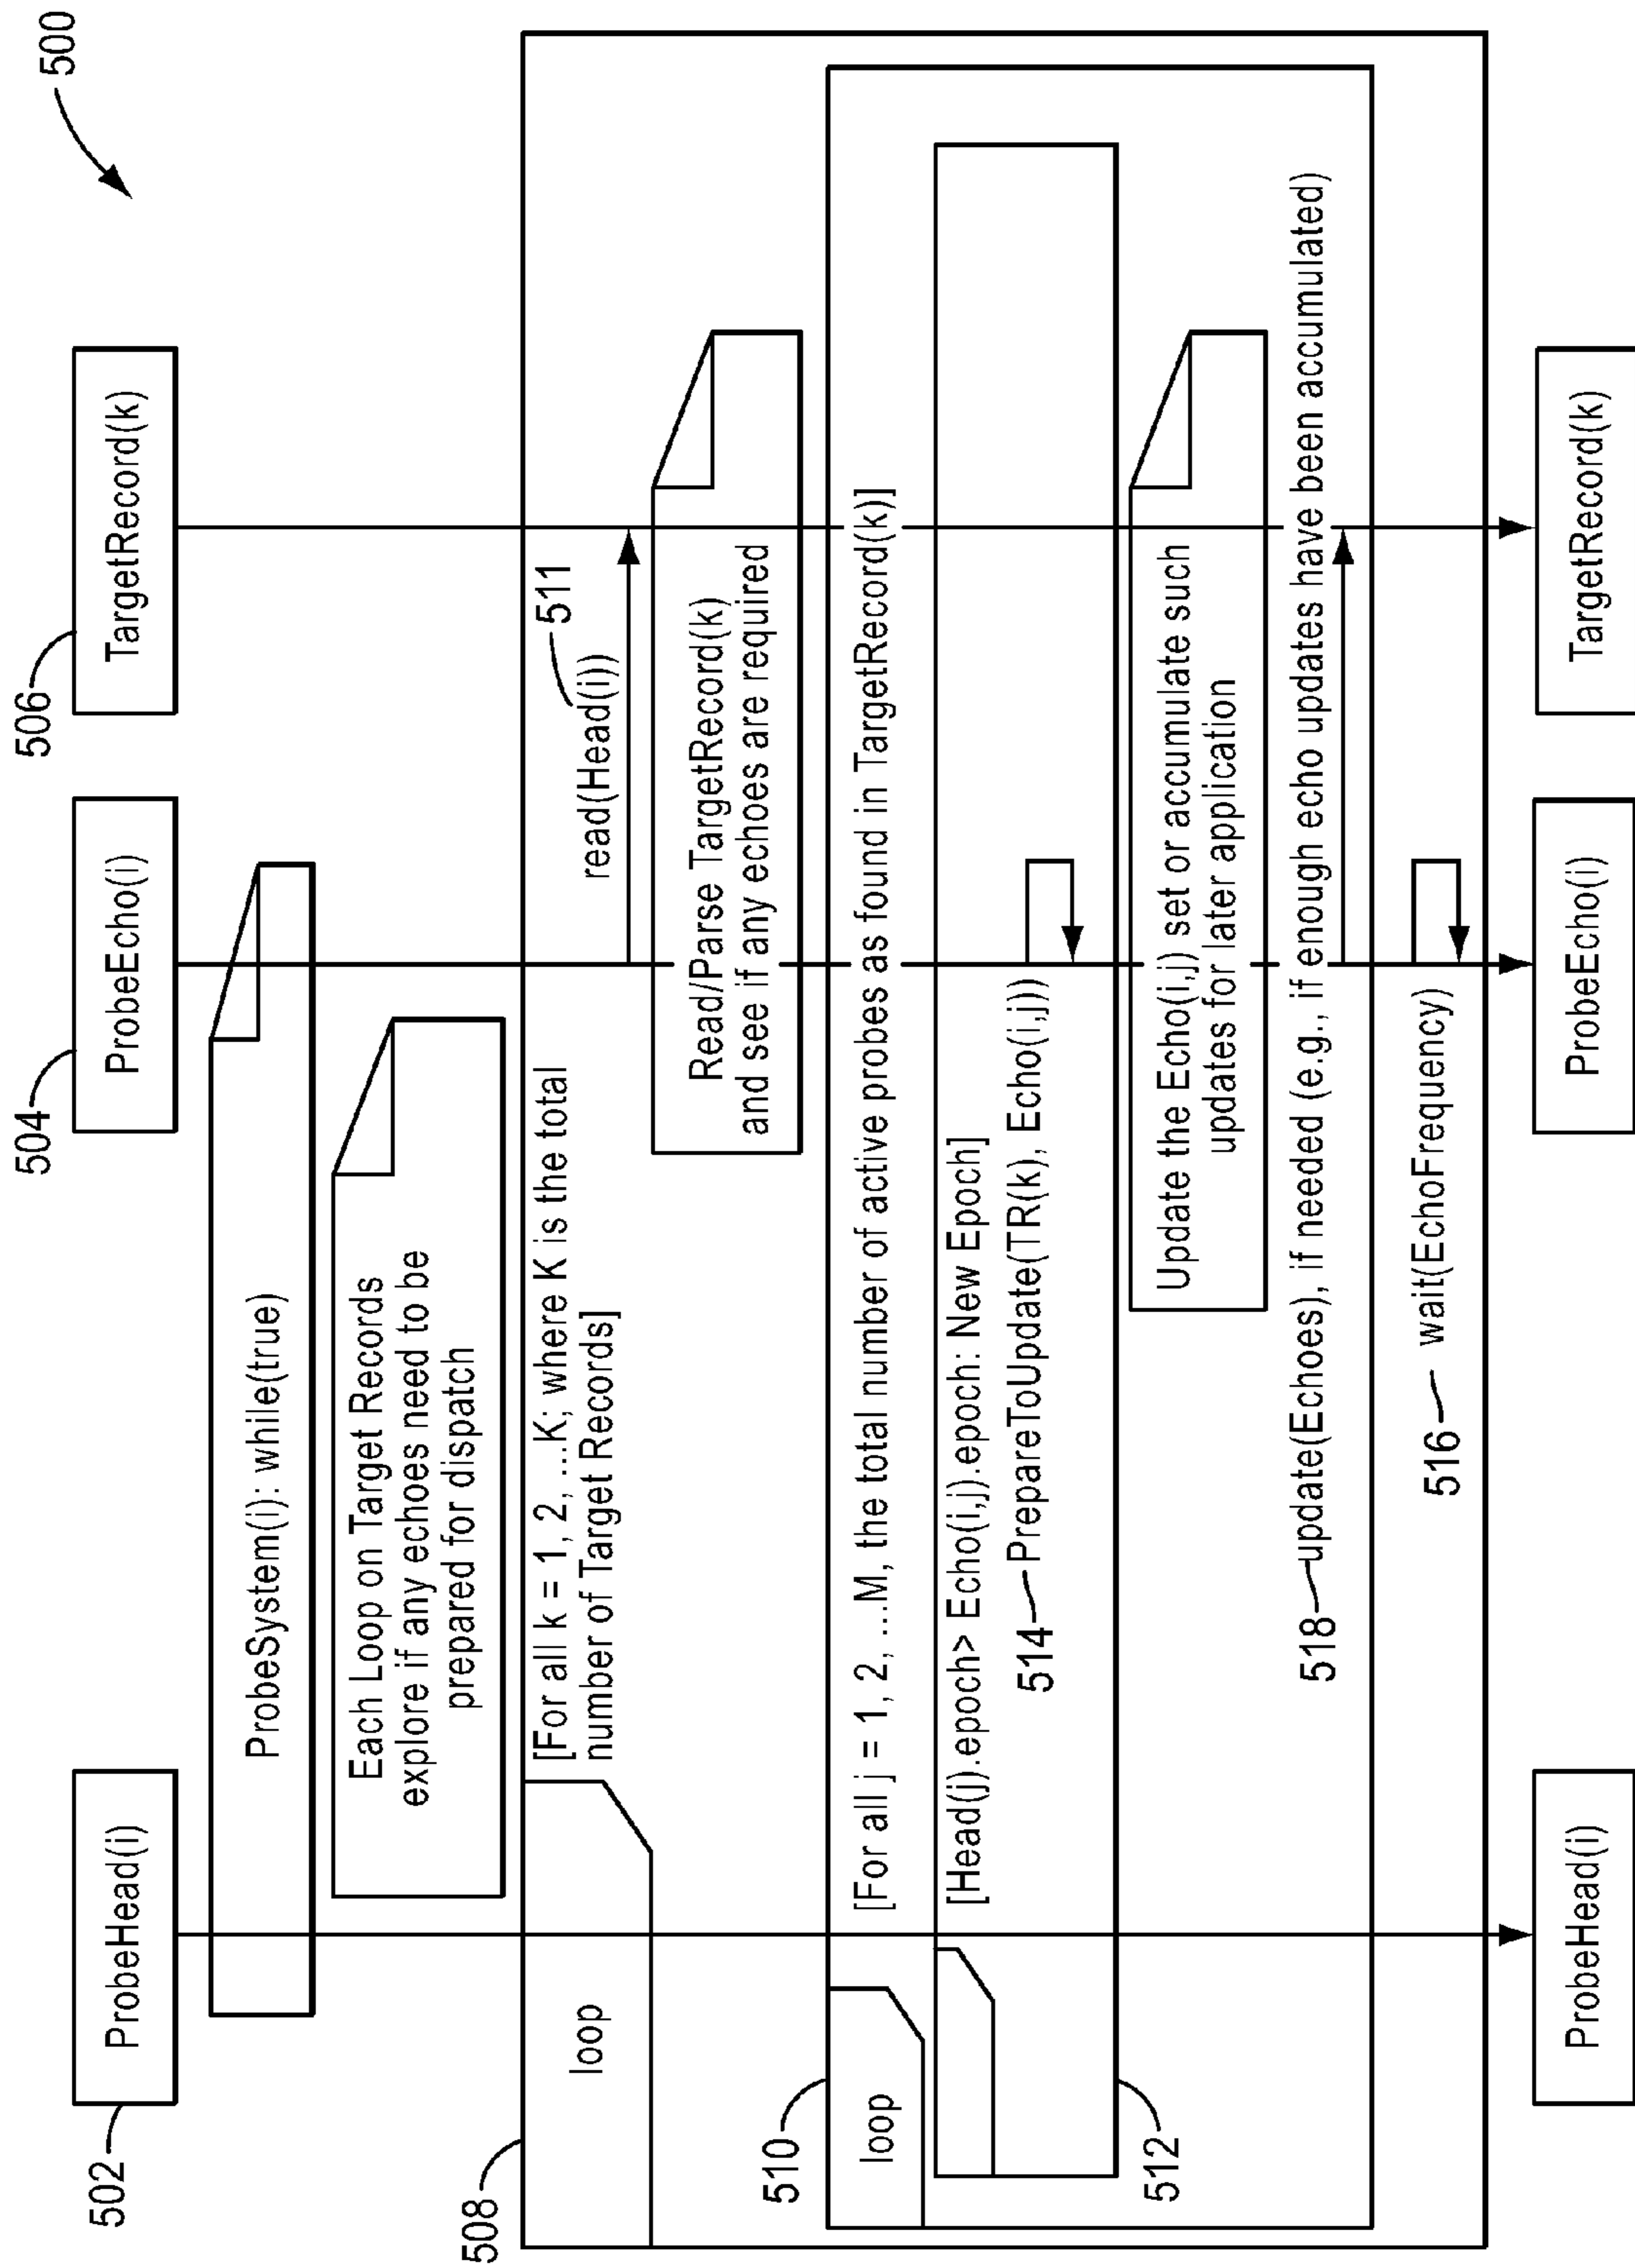 500
502
504
506
ProbeHead(i)
ProbeEcho(i)
TargetRecord(k)
ProbeSystem(i): while(true)
Each Loop on Target Records
explore if any echoes need to be
prepared for dispatch
508
loop
[For all k = 1, 2, ...K; where K is the total
number of Target Records]
read(Head(i))
511
Read/Parse TargetRecord(k)
and see if any echoes are required
510
loop
[For all j = 1, 2, ...M, the total number of active probes as found in TargetRecord(k)]
512
[Head(j).epoch> Echo(i,j).epoch: New Epoch]
514
PrepareToUpdate(TR(k), Echo(i,j))
Update the Echo(i,j) set or accumulate such
updates for later application
518
update(Echoes), if needed (e.g., if enough echo updates have been accumulated)
516
wait(EchoFrequency)
ProbeHead(i)
ProbeEcho(i)
TargetRecord(k)